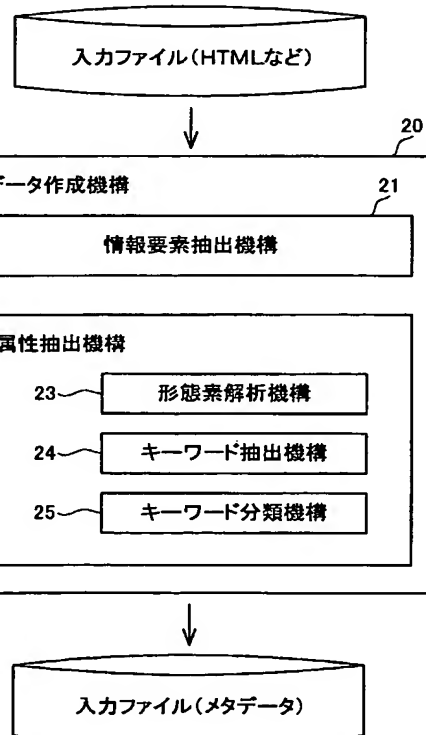 入力ファイル(HTMLなど)
20
データ作成機構
21
情報要素抽出機構
属性抽出機構
23
形態素解析機構
24
キーワード抽出機構
25
キーワード分類機構
入力ファイル(メタデータ)